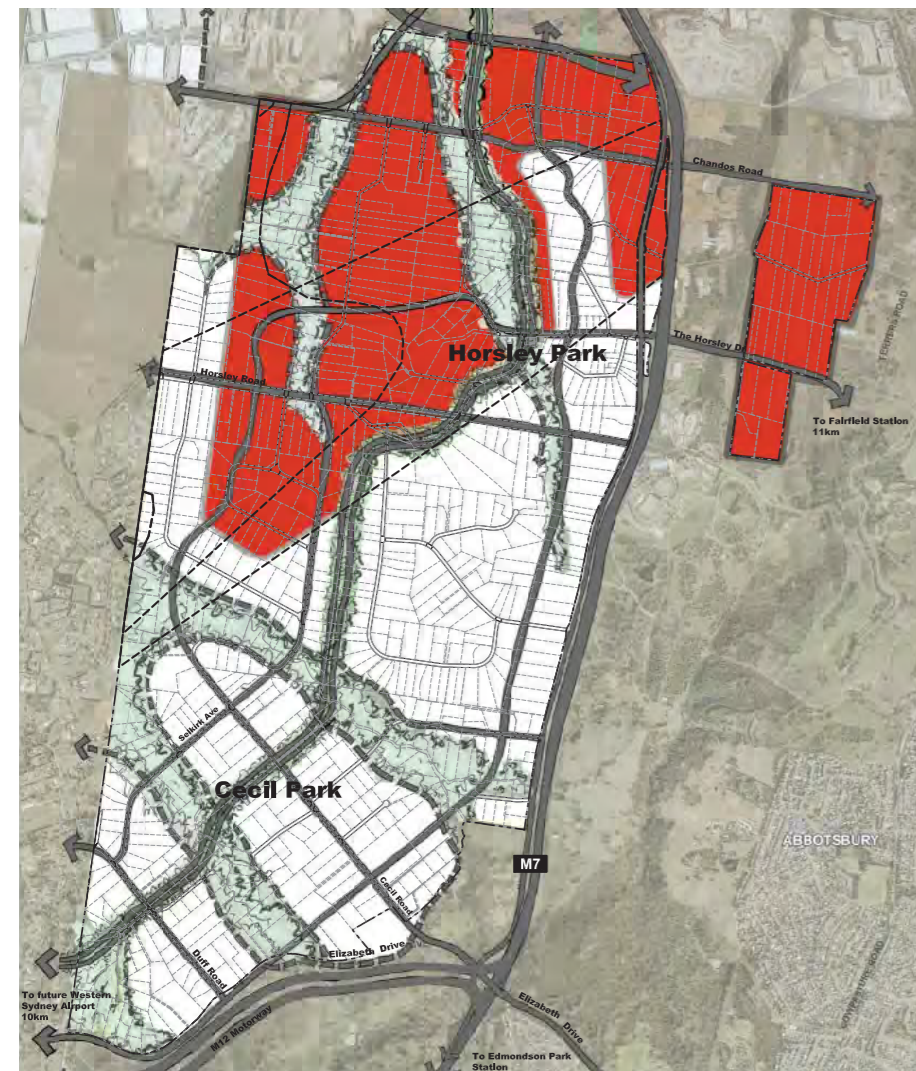 Chandos Road
FERRERS ROAD
The Horsley D
Horsley Park
Horsley Road
To Fairfield Station
11km
Selkirk Ave
Cecil Park
ABBOTSBURY
M7
Cecil Road
Elizabeth Drive
Duff Road
To future Western
Sydney Airport
10km
M12 Motorway
Elizabeth Drive
To Edmondson Park
Station